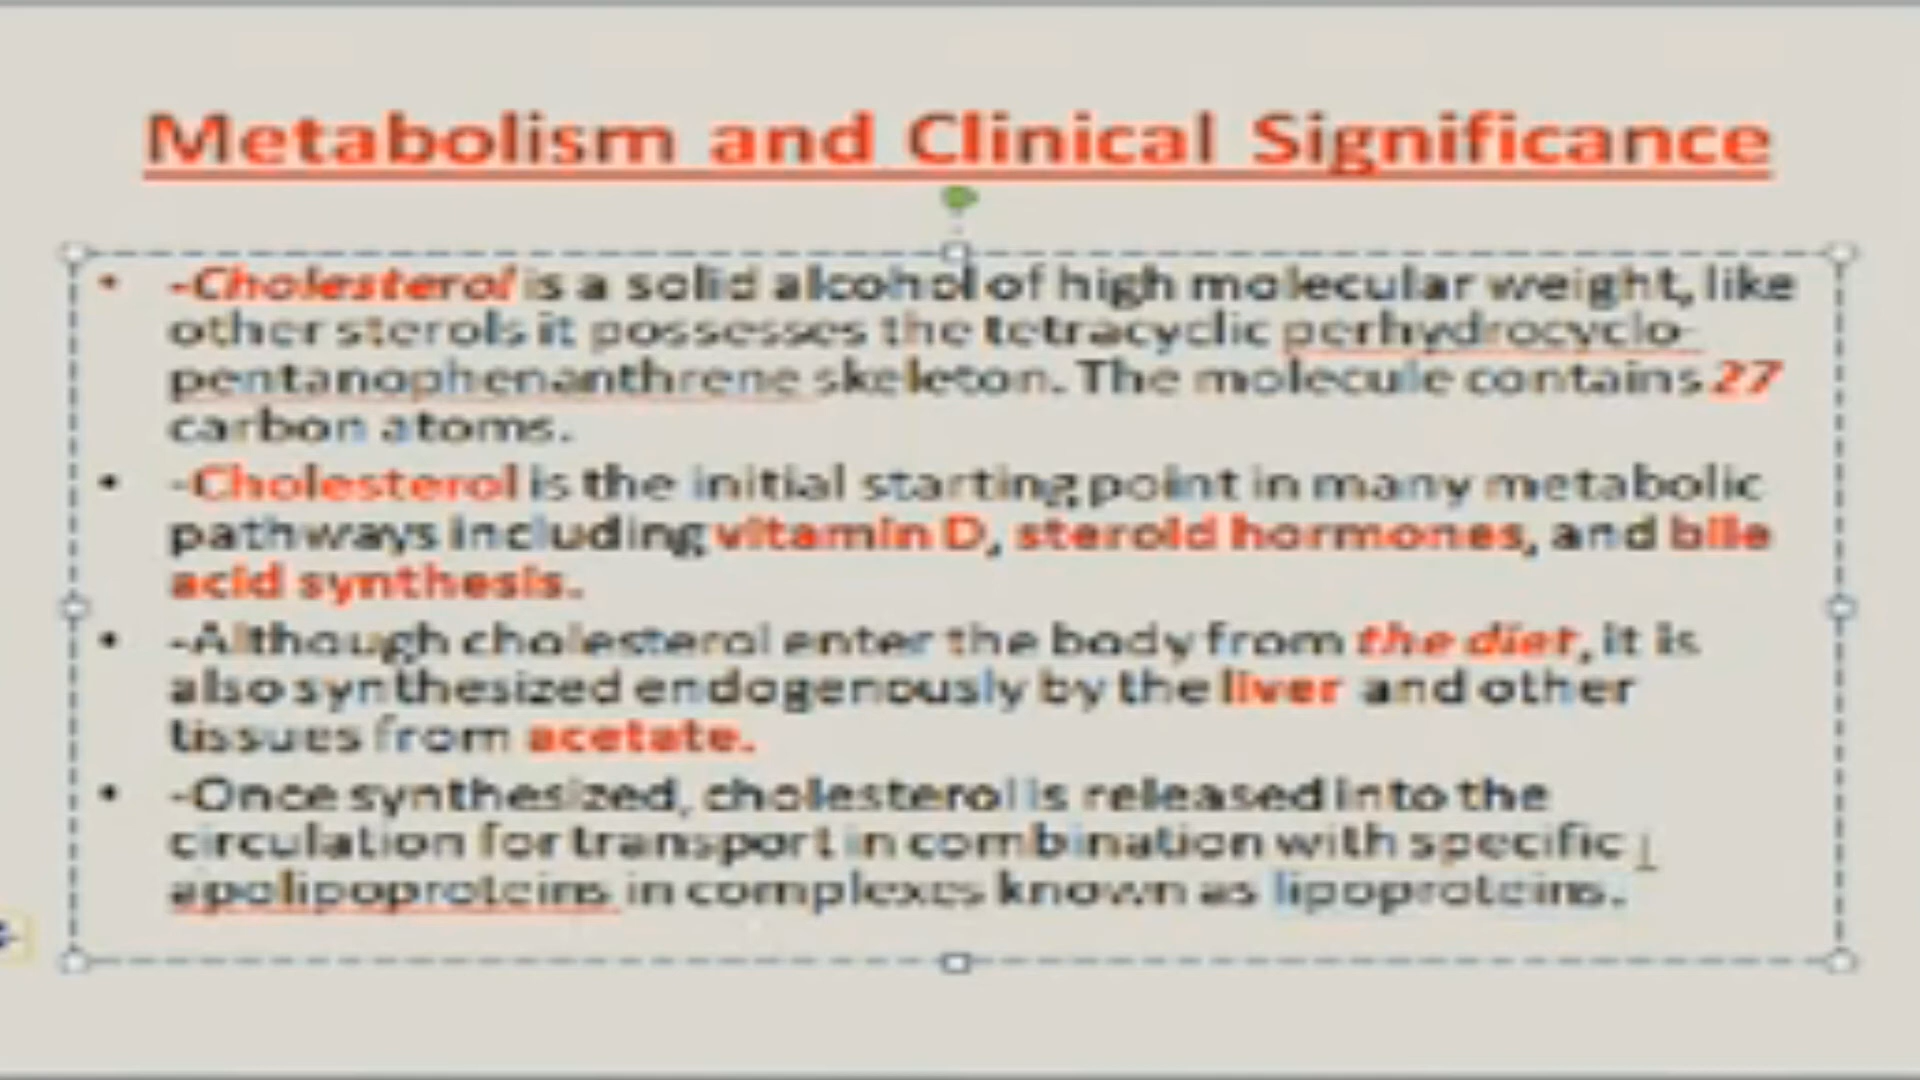 Metabolism and Clinical Significance
• -Cholesterol is a solid alcohol of high molecular weight, like
other sterols it possesses the tetracyclic perhydrocyclo-
pentanophenanthrene skeleton. The molecule contains 27
carbon atoms.
• -Cholesterol is the initial starting point in many metabolic
pathways including vitamin D, steroid hormones, and bile
acid synthesis.
• -Although cholesterol enter the body from the diet, it is
also synthesized endogenously by the liver and other
tissues from acetate.
• -Once synthesized, cholesterol is released into the
circulation for transport in combination with specific
apolipoproteins in complexes known as lipoproteins.